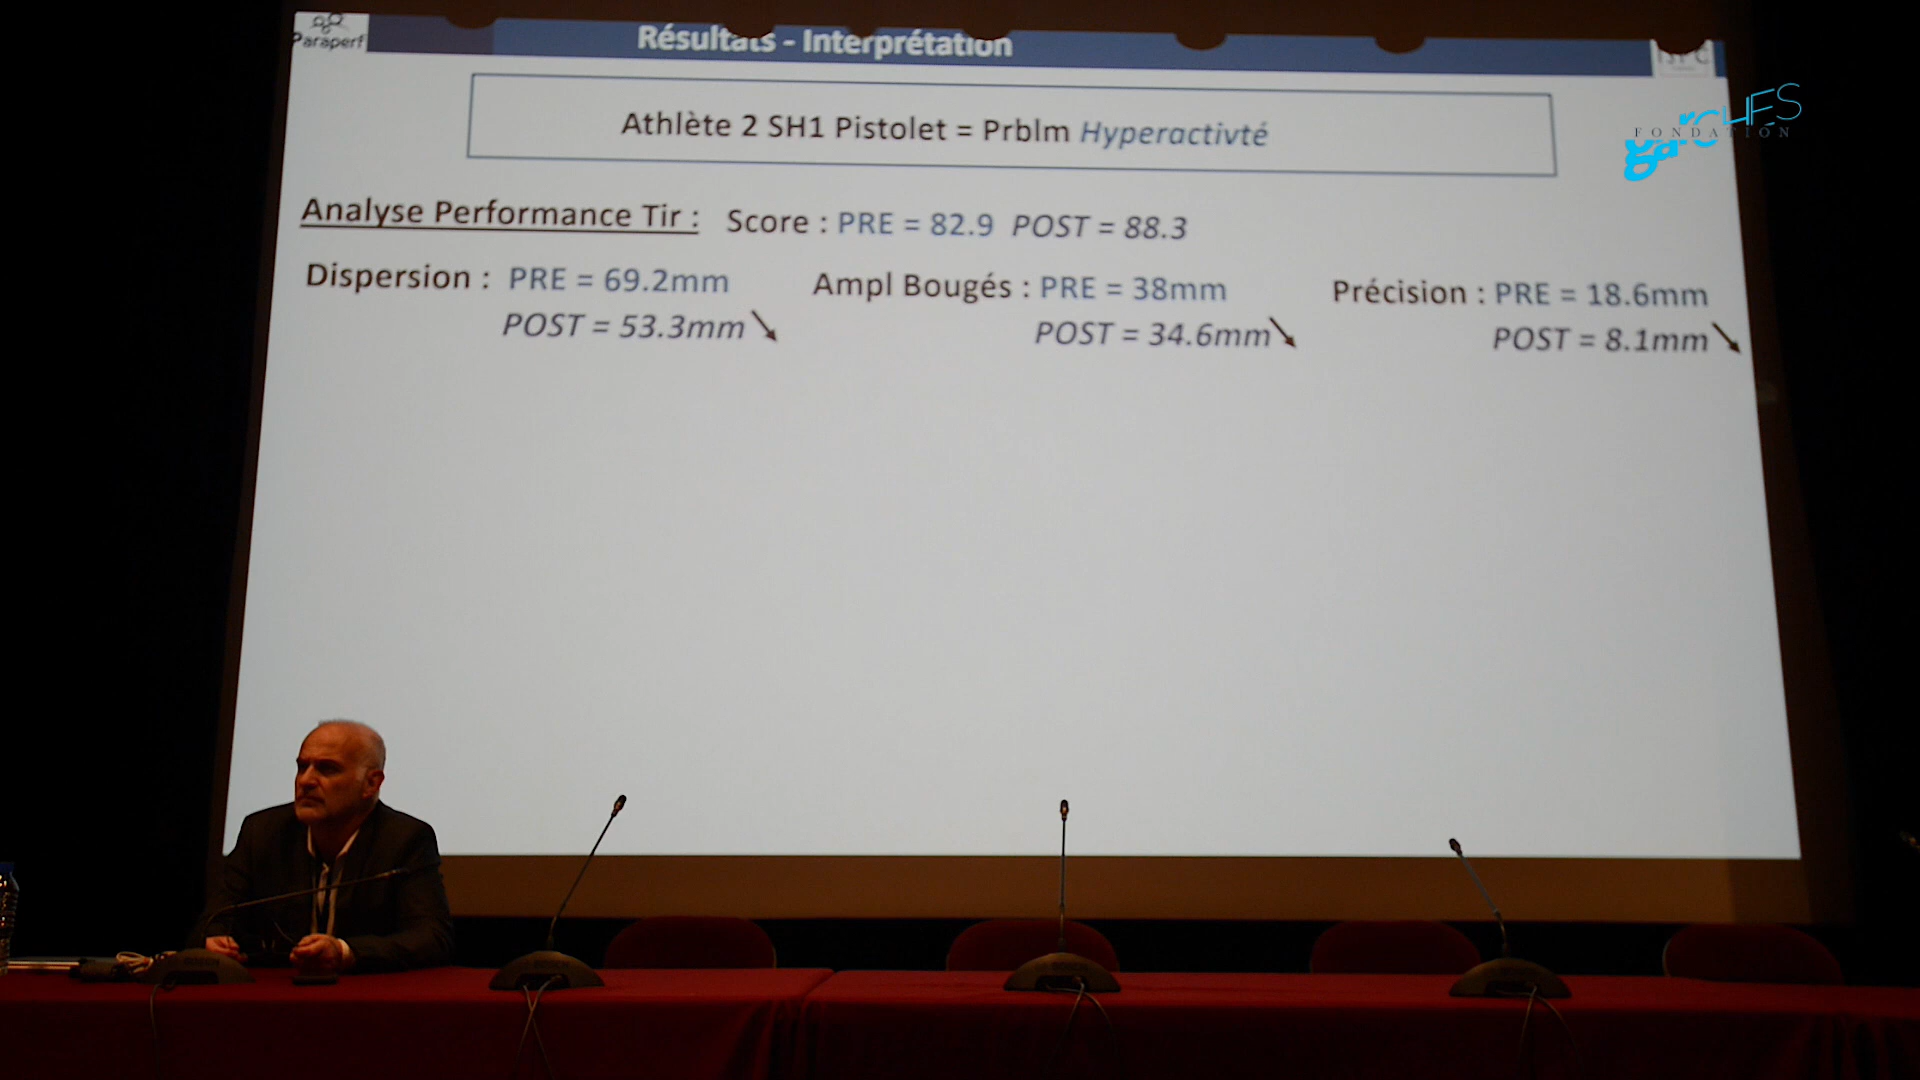 Paraperf
Résultats - Interprétation
garches
FONDATION
Athlète 2 SH1 Pistolet = Prblm Hyperactivté
Analyse Performance Tir : Score : PRE = 82.9 POST = 88.3
Dispersion : PRE = 69.2mm Ampl Bougés : PRE = 38mm Précision : PRE = 18.6mm
POST = 53.3mm POST = 34.6mm POST = 8.1mm